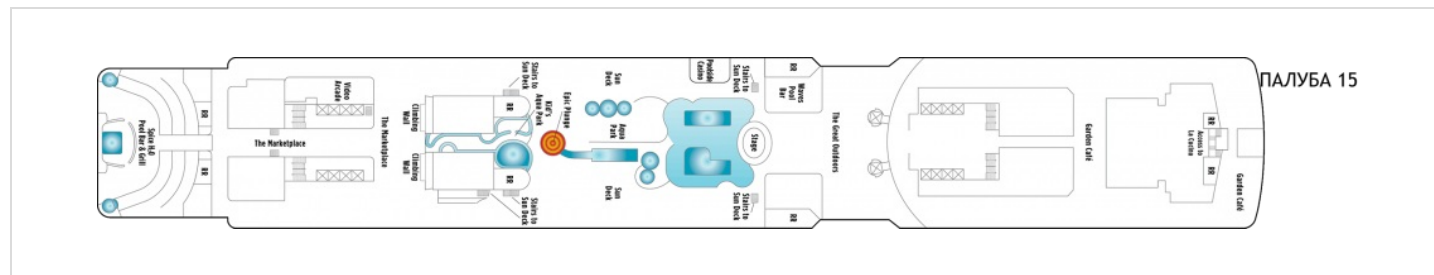 Spice H2O
Pool Bar & Grill
RR
RR
Video
Arcade
The Marketplace
The Marketplace
Climbing
Wall
Climbing
Wall
Stairs to
Sun Deck
RR
RR
Stairs to
Sun Deck
Kid's
Aqua Park
Epic Plunge
Sun
Deck
Aqua
Park
Sun
Deck
Poolside
Casino
Stairs to
Sun Deck
Stage
Stairs to
Sun Deck
RR
Waves
Pool
Bar
RR
The Great Outdoors
Garden Café
RR
Access to
La Cucina
RR
Garden Café
ПАЛУБА 15